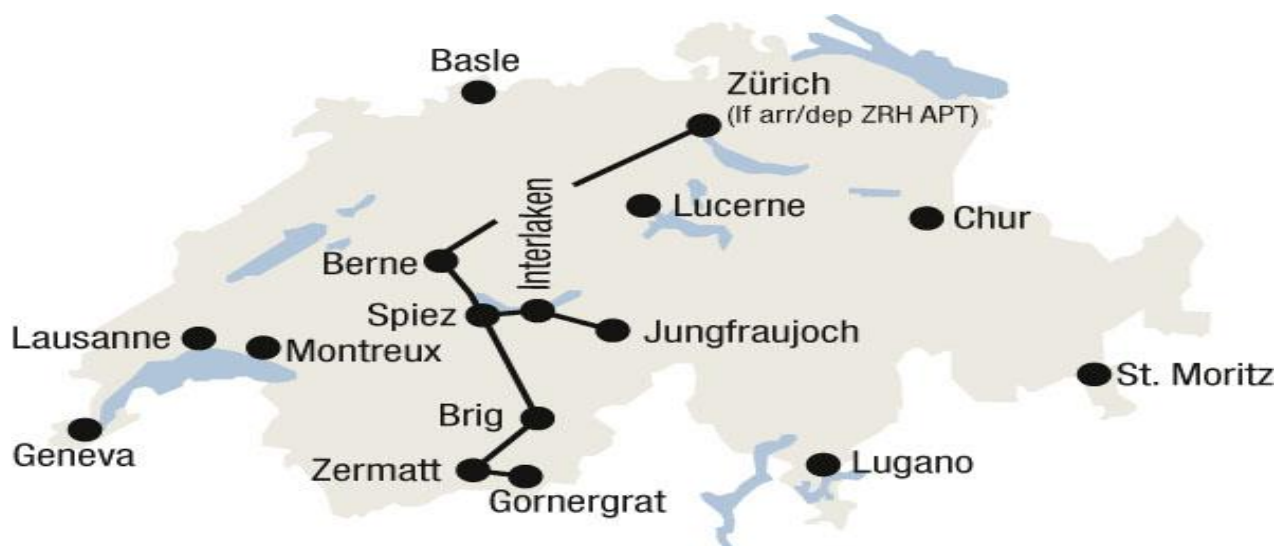 Basle
Zürich
(If arr/dep ZRH APT)
Interlaken
Lucerne
Chur
Berne
Spiez
Lausanne
Montreux
Jungfraujoch
St. Moritz
Brig
Geneva
Zermatt
Lugano
Gornergrat